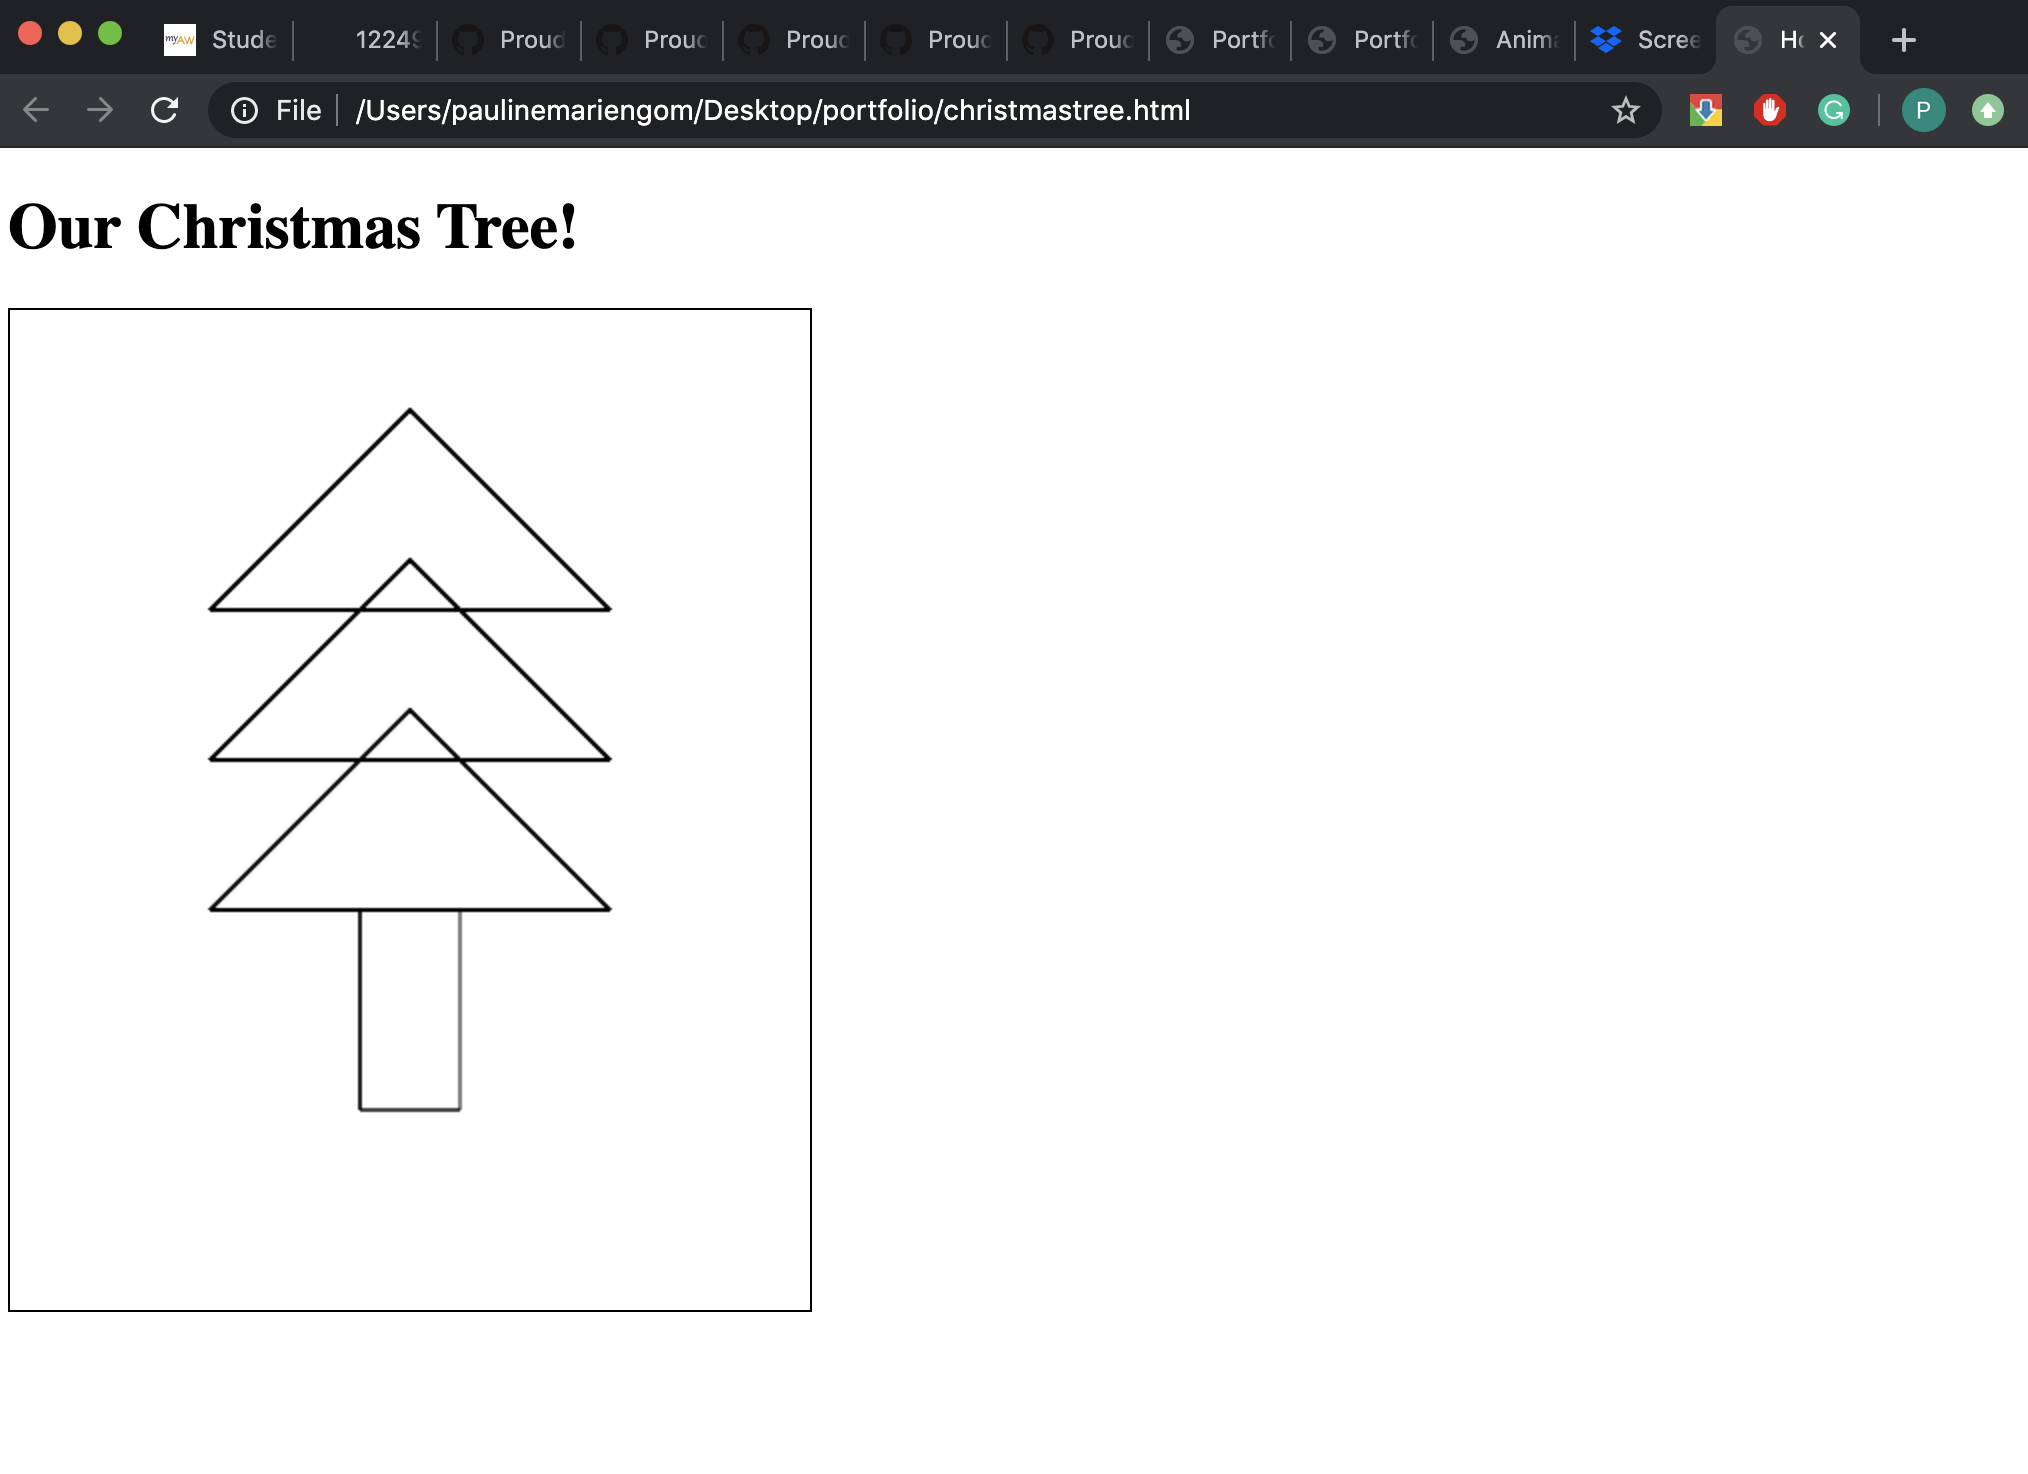 myAW Stude 12249 Proud Proud Proud Proud Proud Portfo Portfo Anima Scree Ho
File /Users/paulinemariengom/Desktop/portfolio/christmastree.html G P
Our Christmas Tree!